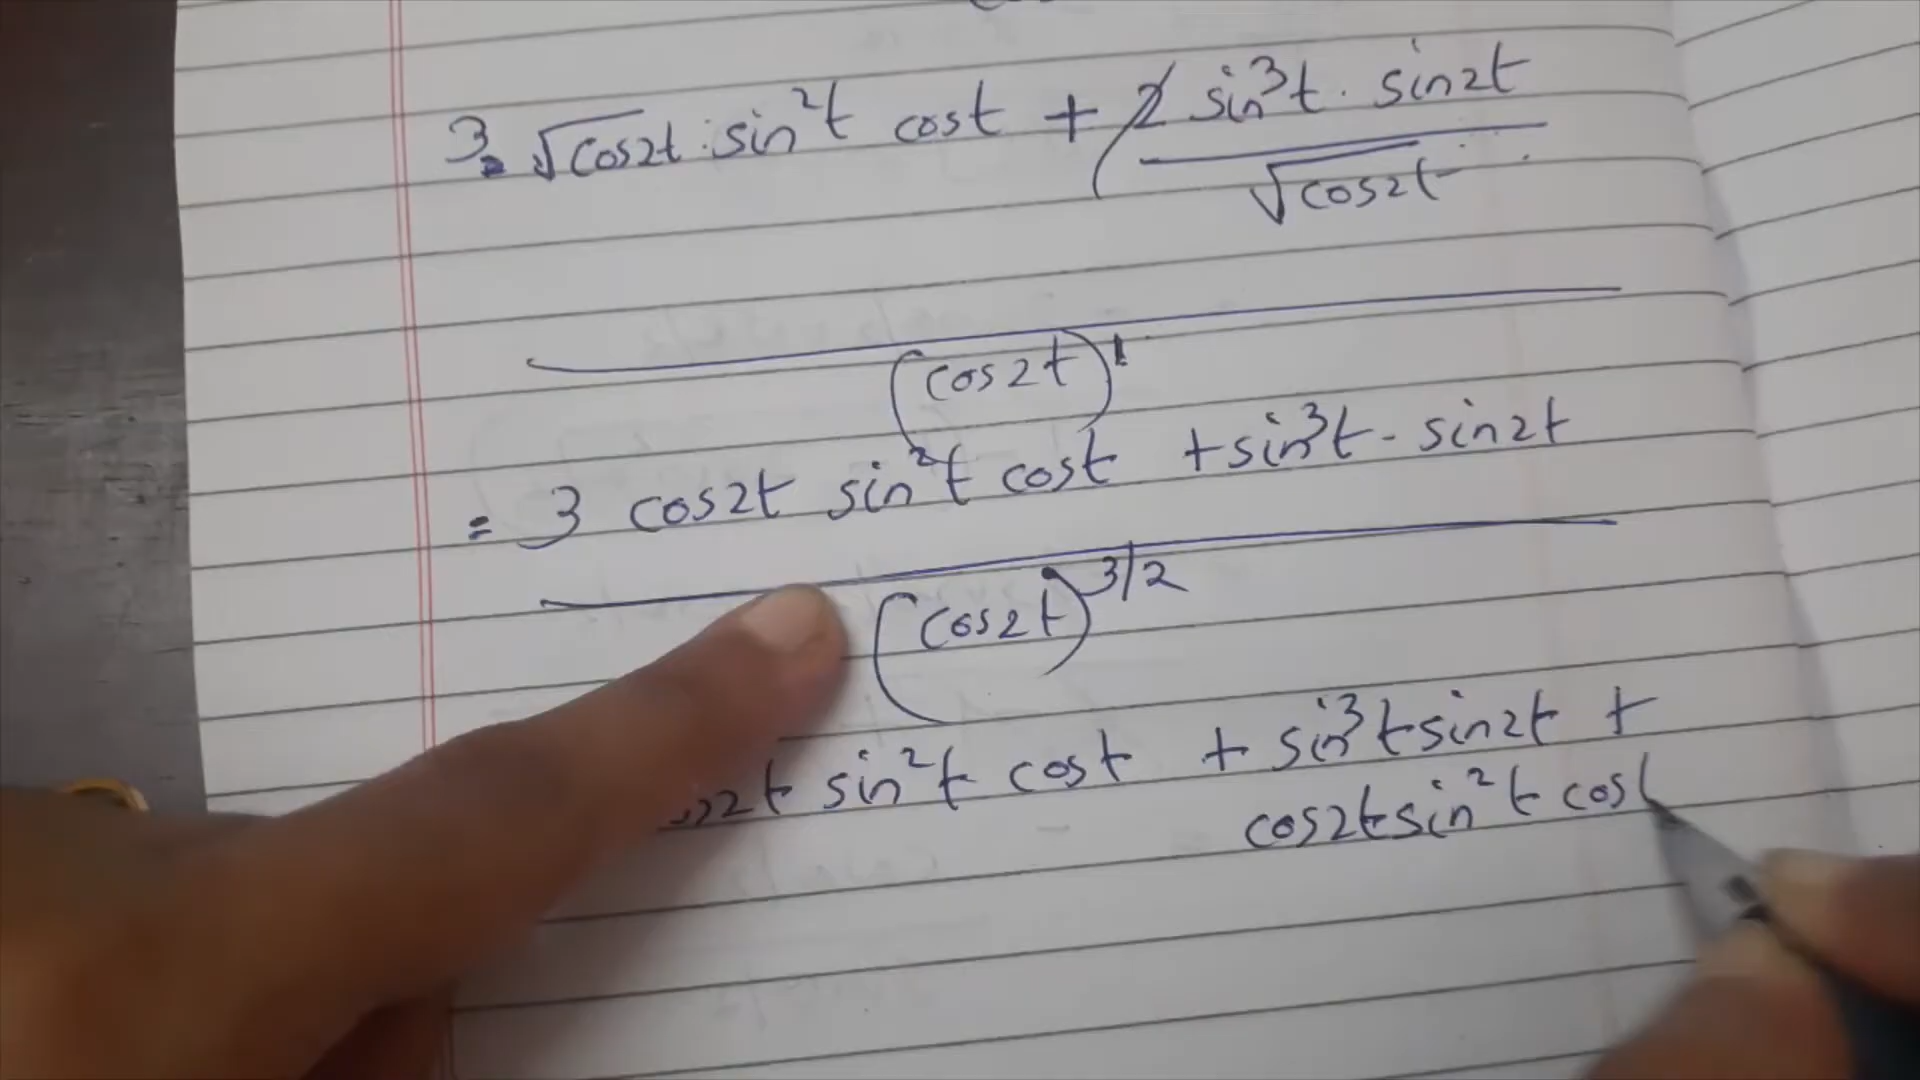 3. √cos2t . sin²t cost + 2 sin³t . sin2t
√cos2t
(cos2t)¹
= 3 cos2t sin²t cost + sin³t . sin2t
(cos2t)^3/2
sin²t cost + sin³t sin2t +
cos2t sin²t cost